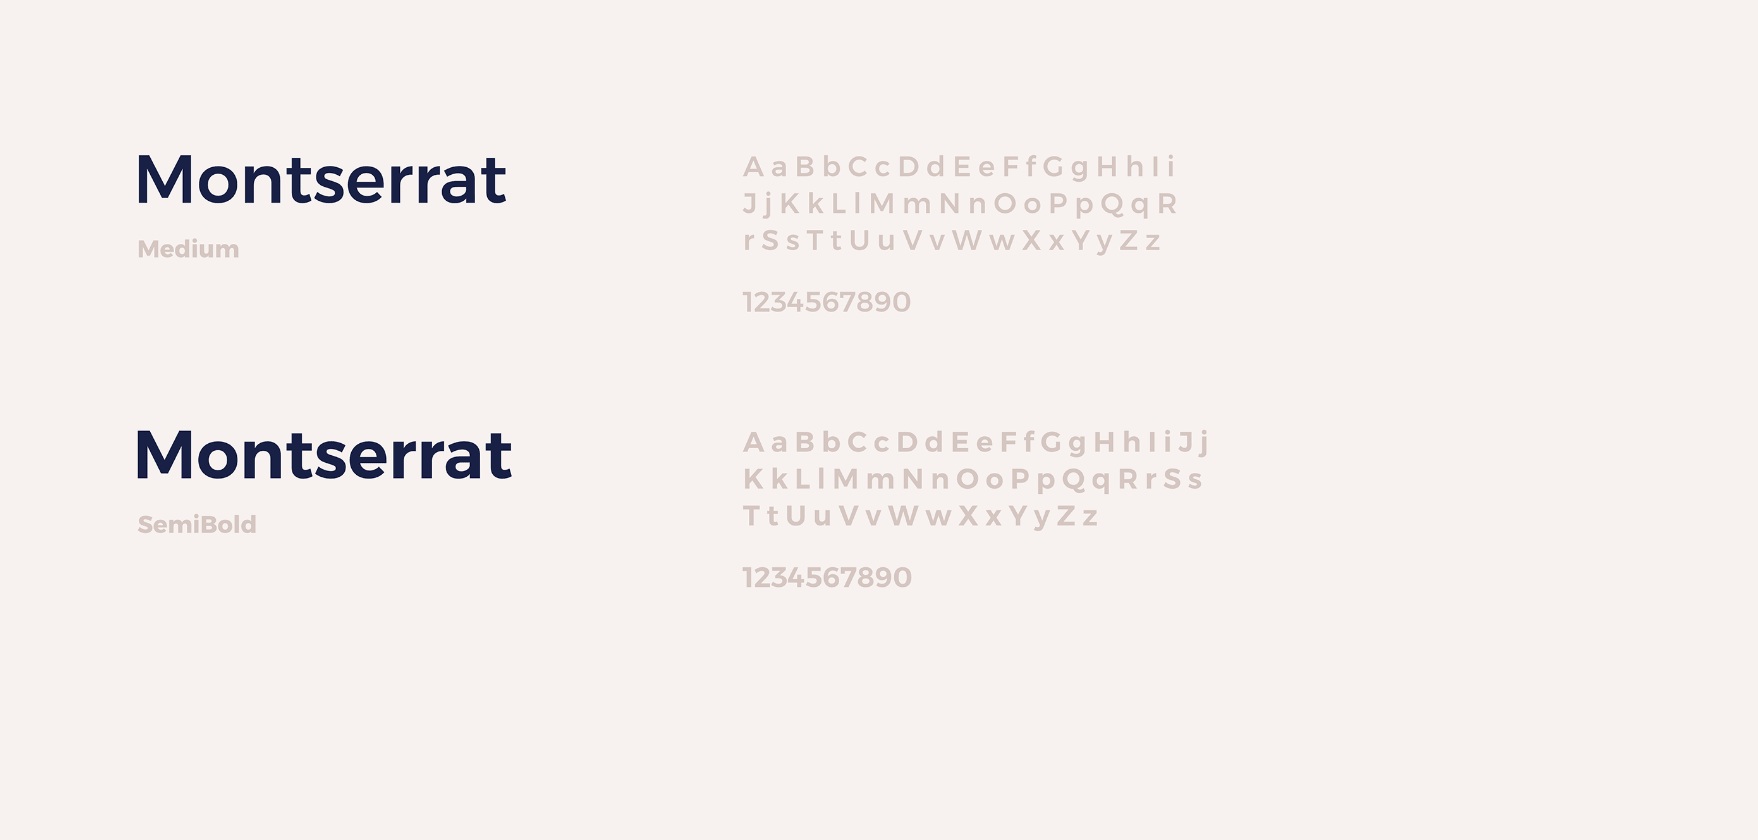 Montserrat
Medium
A a B b C c D d E e F f G g H h I i
J j K k L l M m N n O o P p Q q R
r S s T t U u V v W w X x Y y Z z
1234567890
Montserrat
SemiBold
A a B b C c D d E e F f G g H h I i J j
K k L l M m N n O o P p Q q R r S s
T t U u V v W w X x Y y Z z
1234567890